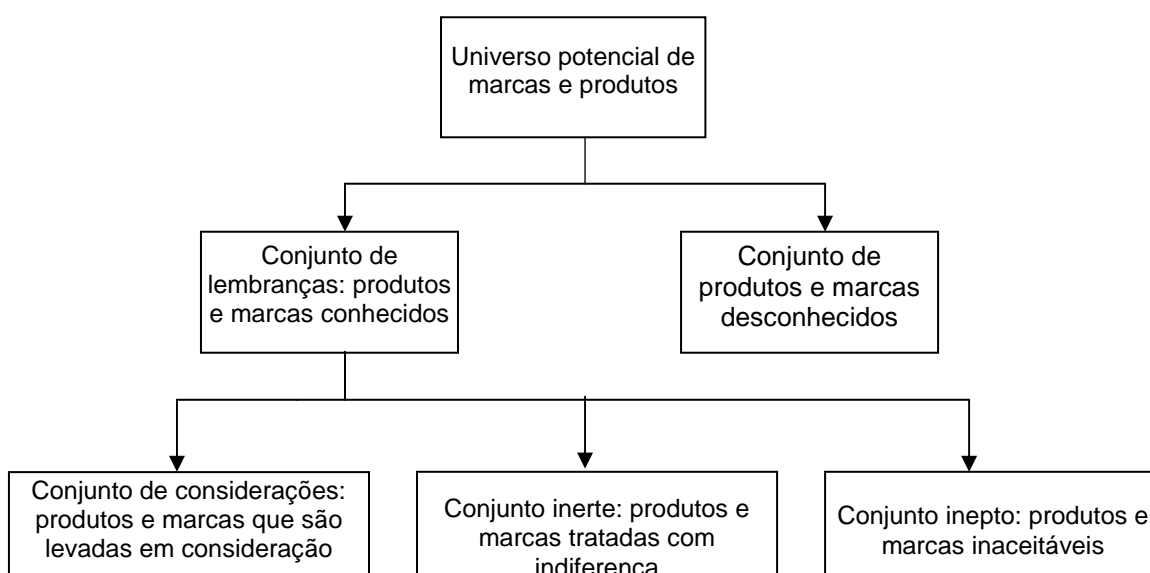 Universo potencial de
marcas e produtos
Conjunto de
lembranças: produtos
e marcas conhecidos
Conjunto de
produtos e marcas
desconhecidos
Conjunto de considerações:
produtos e marcas que são
levadas em consideração
Conjunto inerte: produtos e
marcas tratadas com
indiferença
Conjunto inepto: produtos e
marcas inaceitáveis